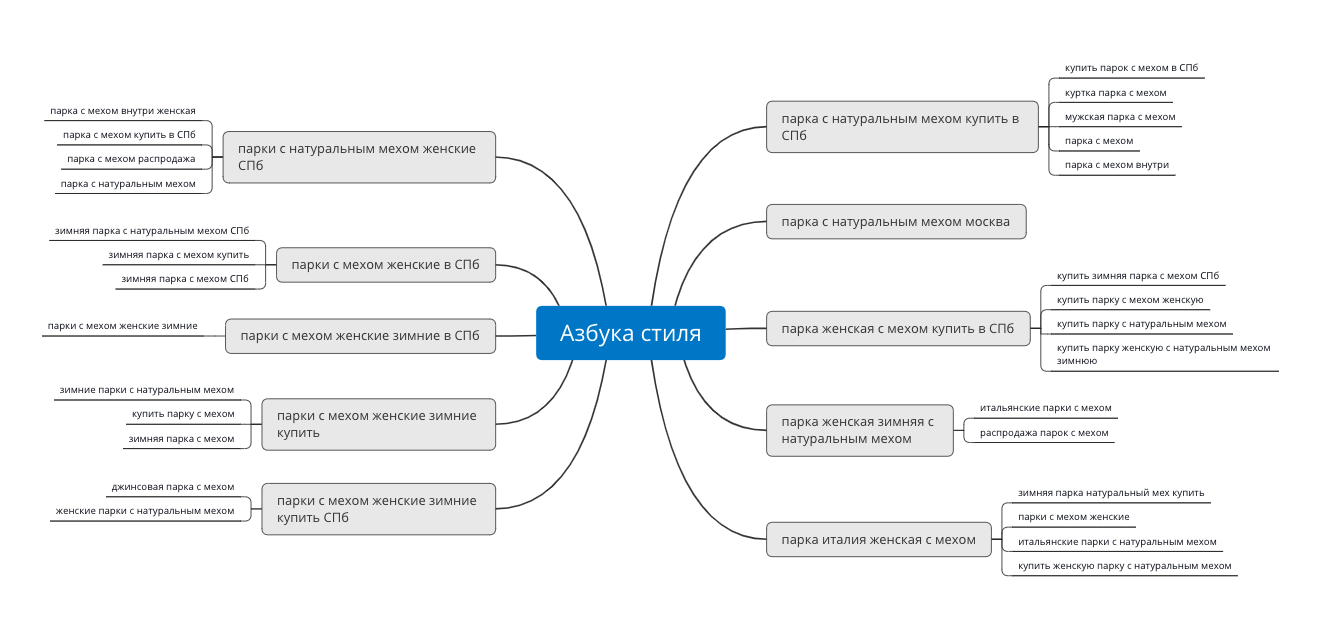 Азбука стиля
парка с натуральным мехом купить в
СПб
купить парок с мехом в СПб
куртка парка с мехом
мужская парка с мехом
парка с мехом
парка с мехом внутри
парка с натуральным мехом москва
парка женская с мехом купить в СПб
купить зимняя парка с мехом СПб
купить парку с мехом женскую
купить парку с натуральным мехом
купить парку женскую с натуральным мехом
зимнюю
парка женская зимняя с
натуральным мехом
итальянские парки с мехом
распродажа парок с мехом
парка италия женская с мехом
зимняя парка натуральный мех купить
парки с мехом женские
итальянские парки с натуральным мехом
купить женскую парку с натуральным мехом
парки с натуральным мехом женские
СПб
парка с мехом внутри женская
парка с мехом купить в СПб
парка с мехом распродажа
парка с натуральным мехом
парки с мехом женские в СПб
зимняя парка с натуральным мехом СПб
зимняя парка с мехом купить
зимняя парка с мехом СПб
парки с мехом женские зимние в СПб
парки с мехом женские зимние
парки с мехом женские зимние
купить
зимние парки с натуральным мехом
купить парку с мехом
зимняя парка с мехом
парки с мехом женские зимние
купить СПб
джинсовая парка с мехом
женские парки с натуральным мехом